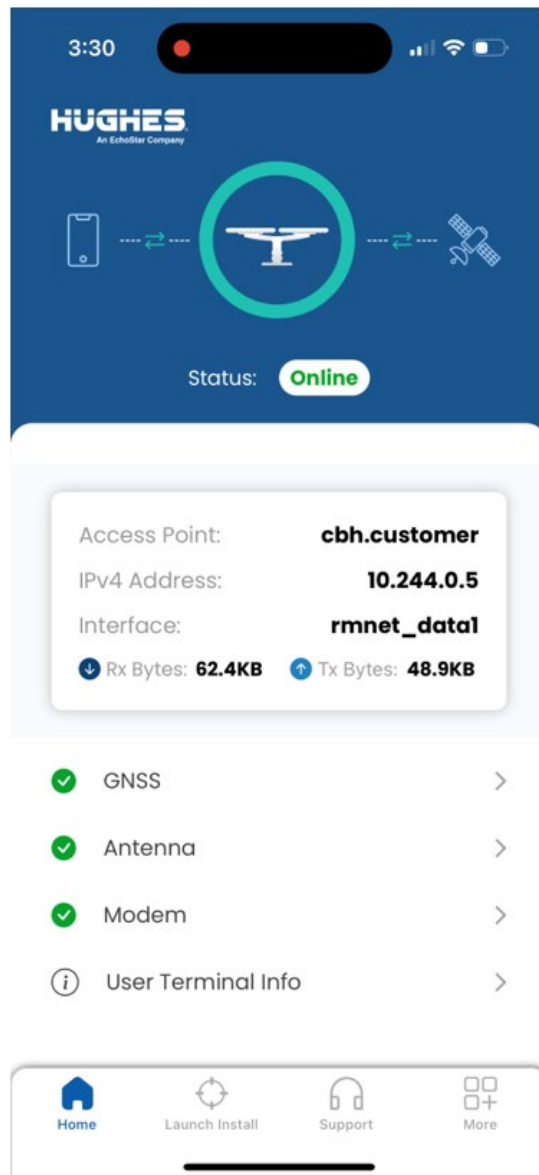 3:30
HUGHES
An EchoStar Company
Status: Online
Access Point: cbh.customer
IPv4 Address: 10.244.0.5
Interface: rmnet_data1
Rx Bytes: 62.4KB Tx Bytes: 48.9KB
GNSS
Antenna
Modem
i User Terminal Info
Home Launch Install Support More